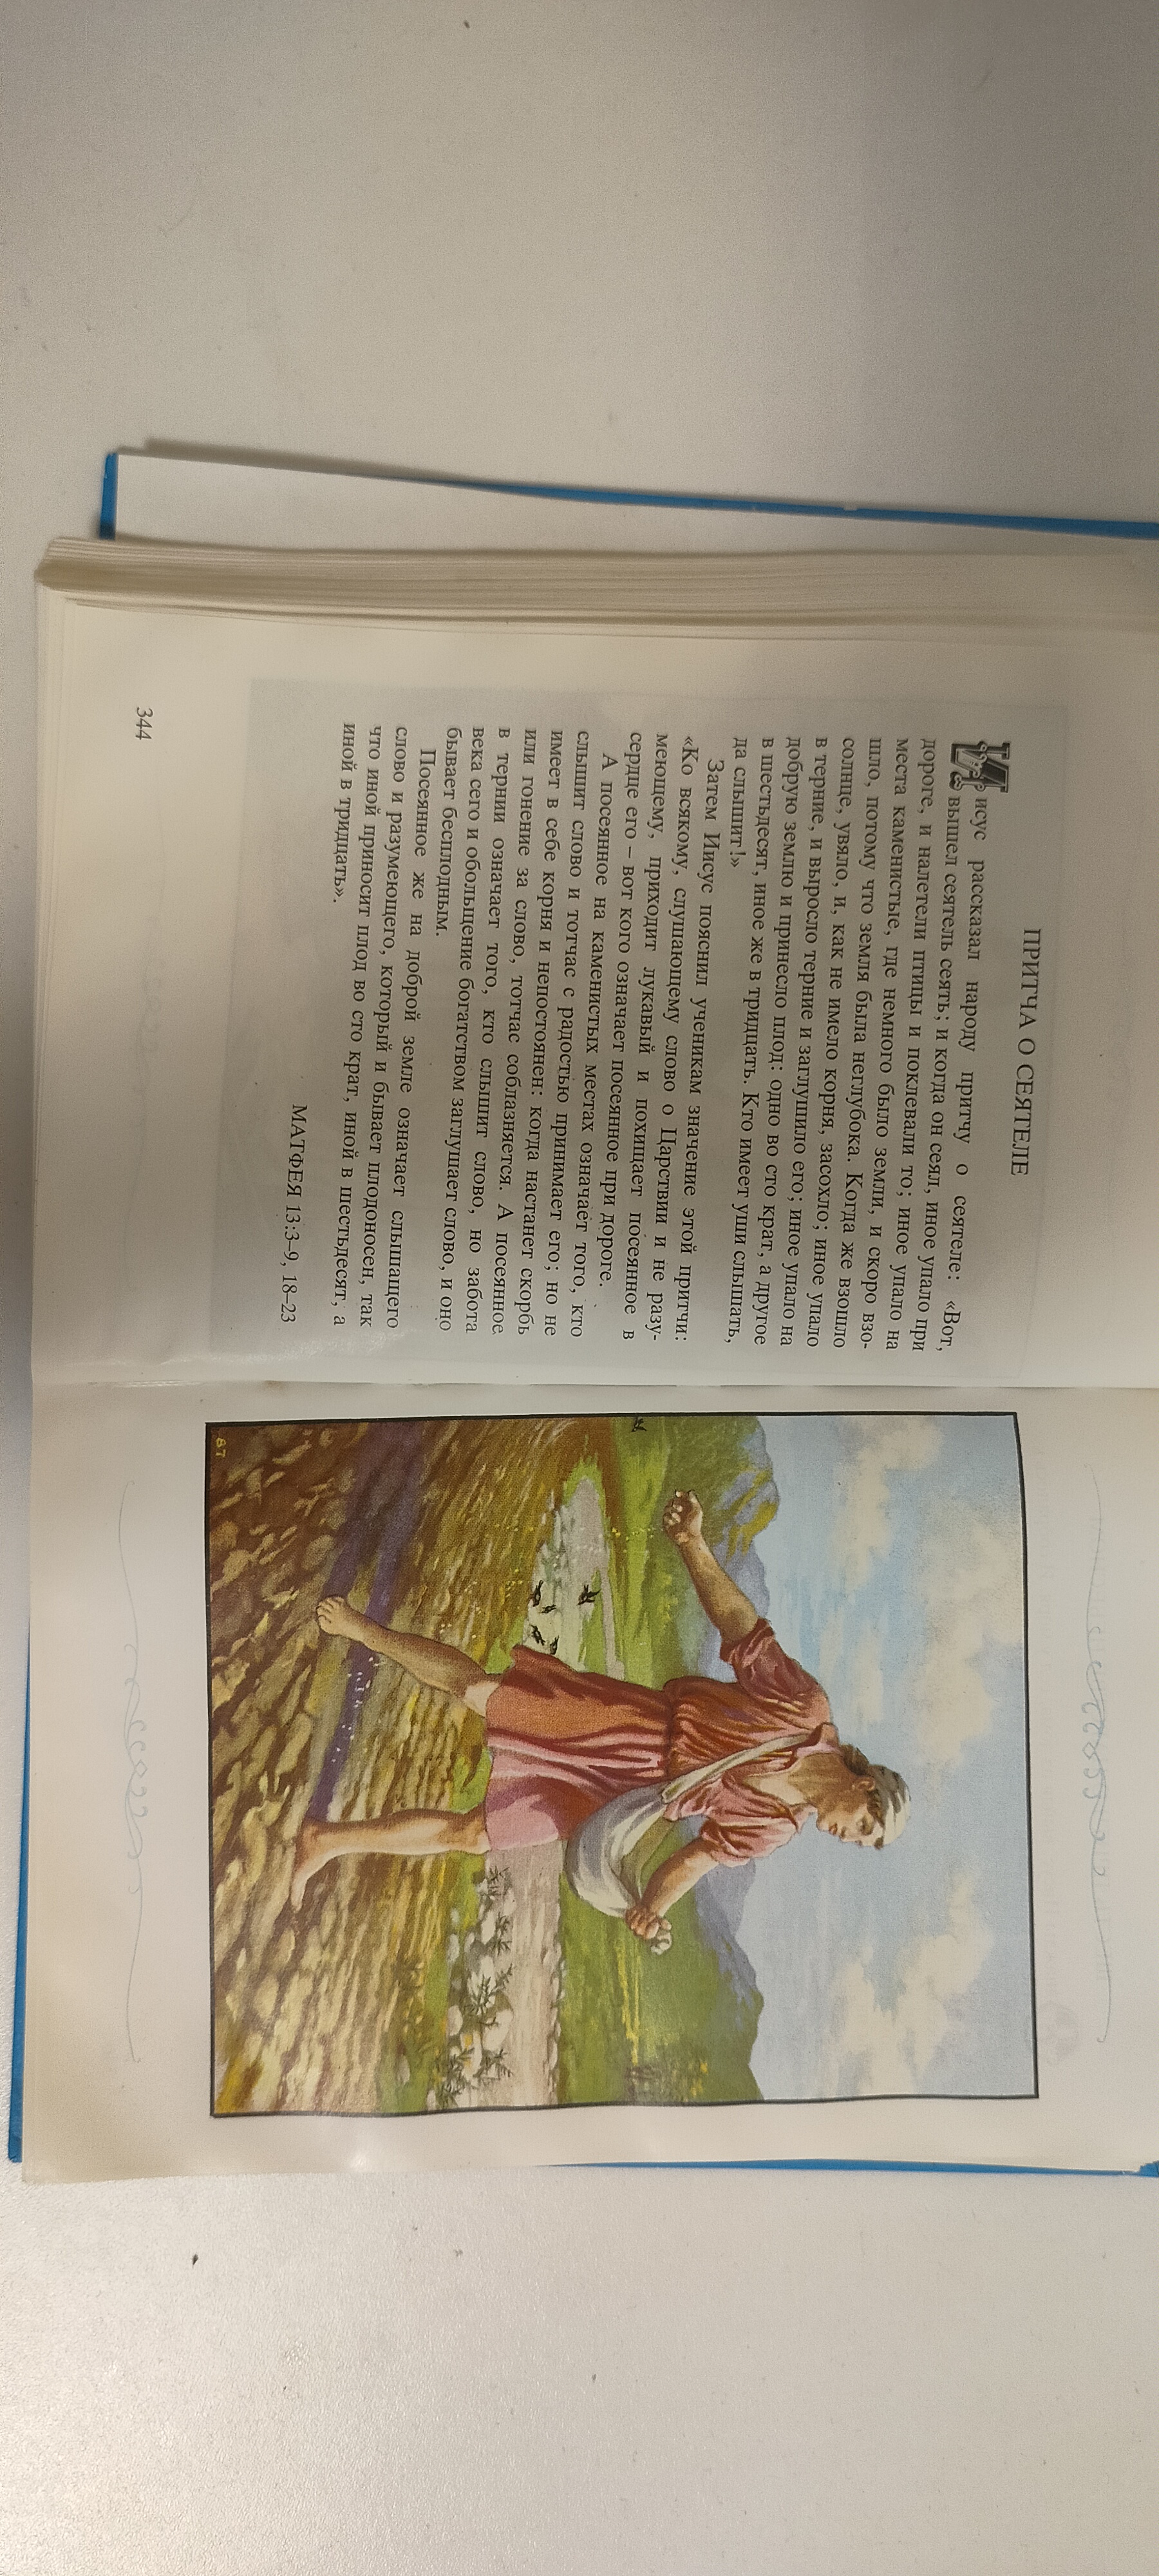 ПРИТЧА О СЕЯТЕЛЕ
Иисус рассказал народу притчу о сеятеле: «Вот,
вышел сеятель сеять; и когда он сеял, иное упало при
дороге, и налетели птицы и поклевали то; иное упало на
места каменистые, где немного было земли, и скоро взо-
шло, потому что земля была неглубока. Когда же взошло
солнце, увяло, и, как не имело корня, засохло; иное упало
в терние, и выросло терние и заглушило его; иное упало на
добрую землю и принесло плод: одно во сто крат, а другое
в шестьдесят, иное же в тридцать. Кто имеет уши слышать,
да слышит!»
Затем Иисус пояснил ученикам значение этой притчи:
«Ко всякому, слушающему слово о Царствии и не разу-
меющему, приходит лукавый и похищает посеянное в
сердце его – вот кого означает посеянное при дороге.
А посеянное на каменистых местах означает того, кто
слышит слово и тотчас с радостью принимает его; но не
имеет в себе корня и непостоянен: когда настанет скорбь
или гонение за слово, тотчас соблазняется. А посеянное
в тернии означает того, кто слышит слово, но забота
века сего и обольщение богатством заглушает слово, и оно
бывает бесплодным.
Посеянное же на доброй земле означает слышащего
слово и разумеющего, который и бывает плодоносен, так
что иной приносит плод во сто крат, иной в шестьдесят, а
иной в тридцать».
МАТФЕЯ 13:3–9, 18–23
344